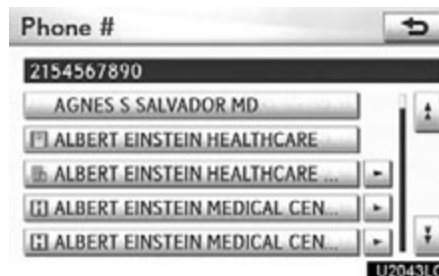 Phone #
2154567890
AGNES S SALVADOR MD
ALBERT EINSTEIN HEALTHCARE
ALBERT EINSTEIN HEALTHCARE ...
ALBERT EINSTEIN MEDICAL CEN...
ALBERT EINSTEIN MEDICAL CEN...